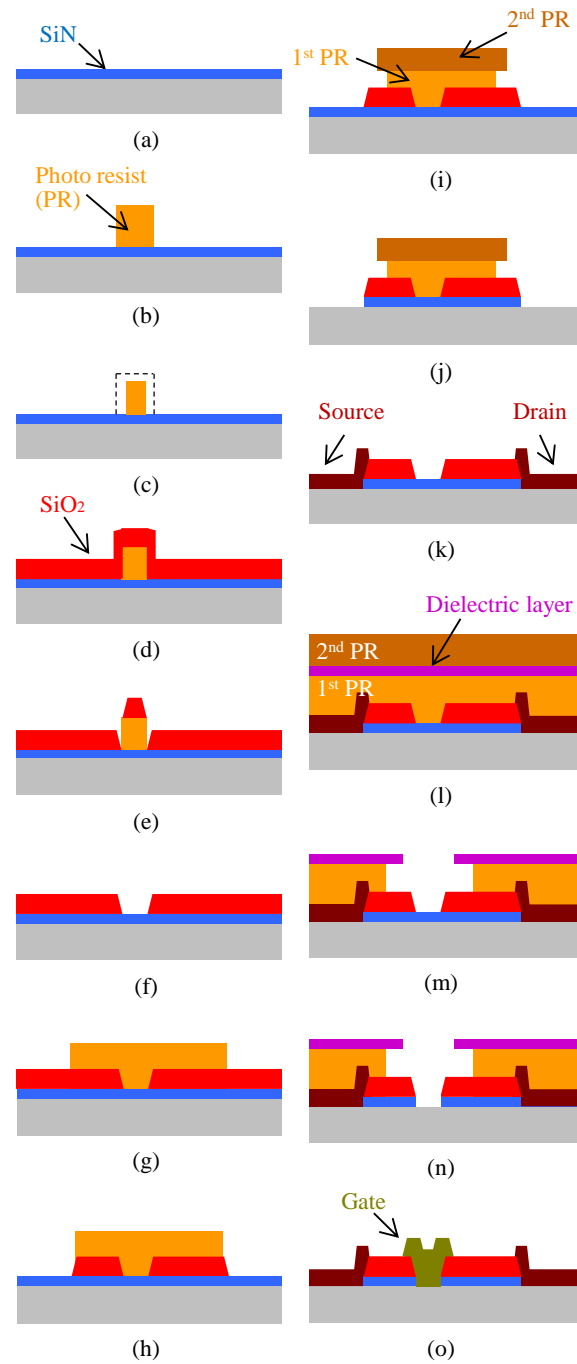 SiN
(a)
Photo resist
(PR)
(b)
(c)
SiO2
(d)
(e)
(f)
(g)
(h)
2nd PR
1st PR
(i)
(j)
Source
Drain
(k)
Dielectric layer
2nd PR
1st PR
(l)
(m)
(n)
Gate
(o)